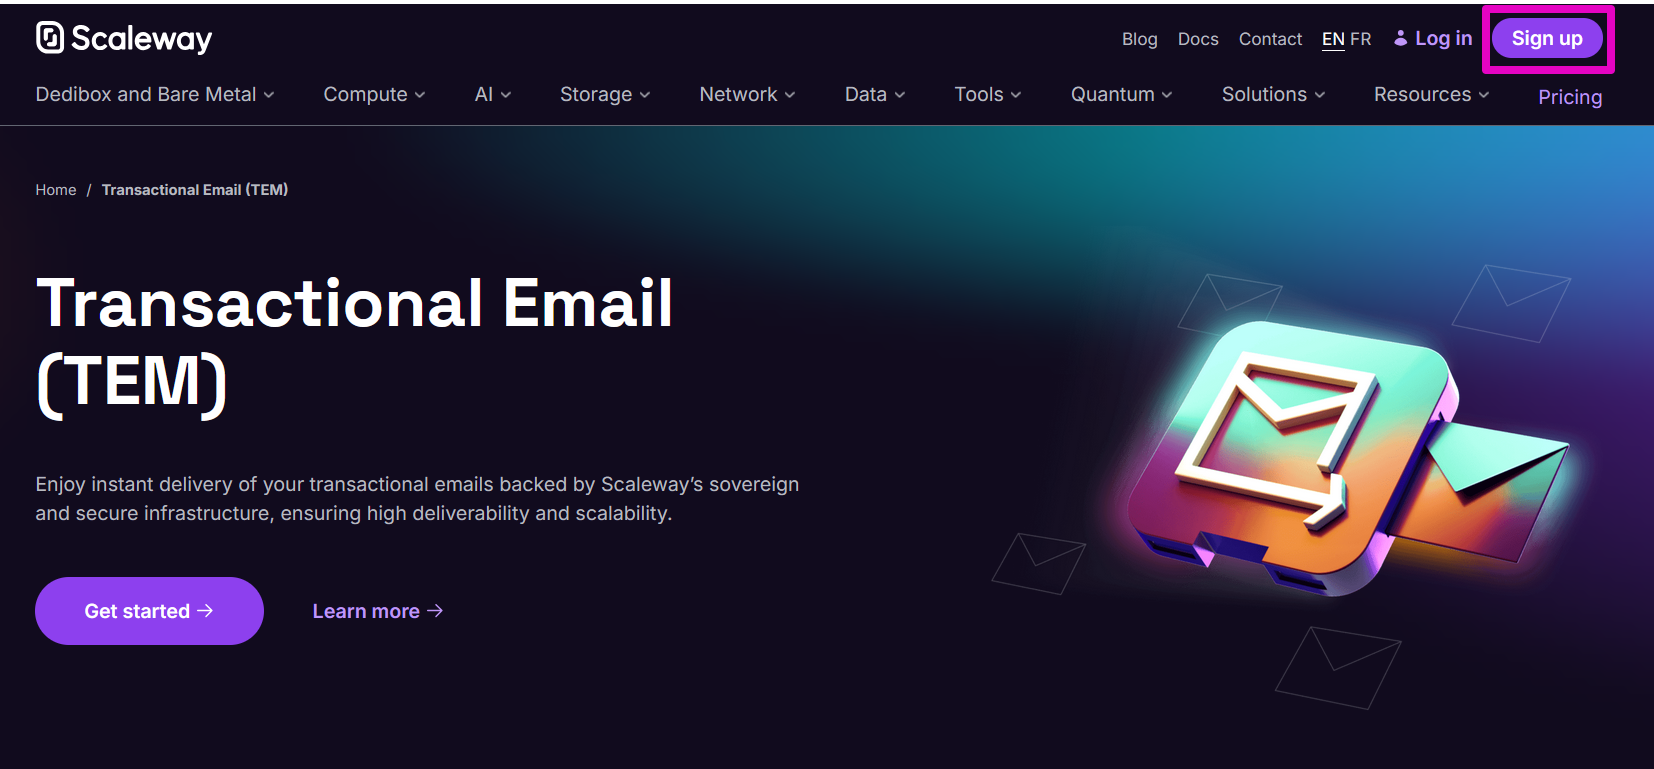 Scaleway
Blog Docs Contact EN FR Log in Sign up
Dedibox and Bare Metal Compute AI Storage Network Data Tools Quantum Solutions Resources Pricing
Home / Transactional Email (TEM)
Transactional Email
(TEM)
Enjoy instant delivery of your transactional emails backed by Scaleway’s sovereign
and secure infrastructure, ensuring high deliverability and scalability.
Get started → Learn more →